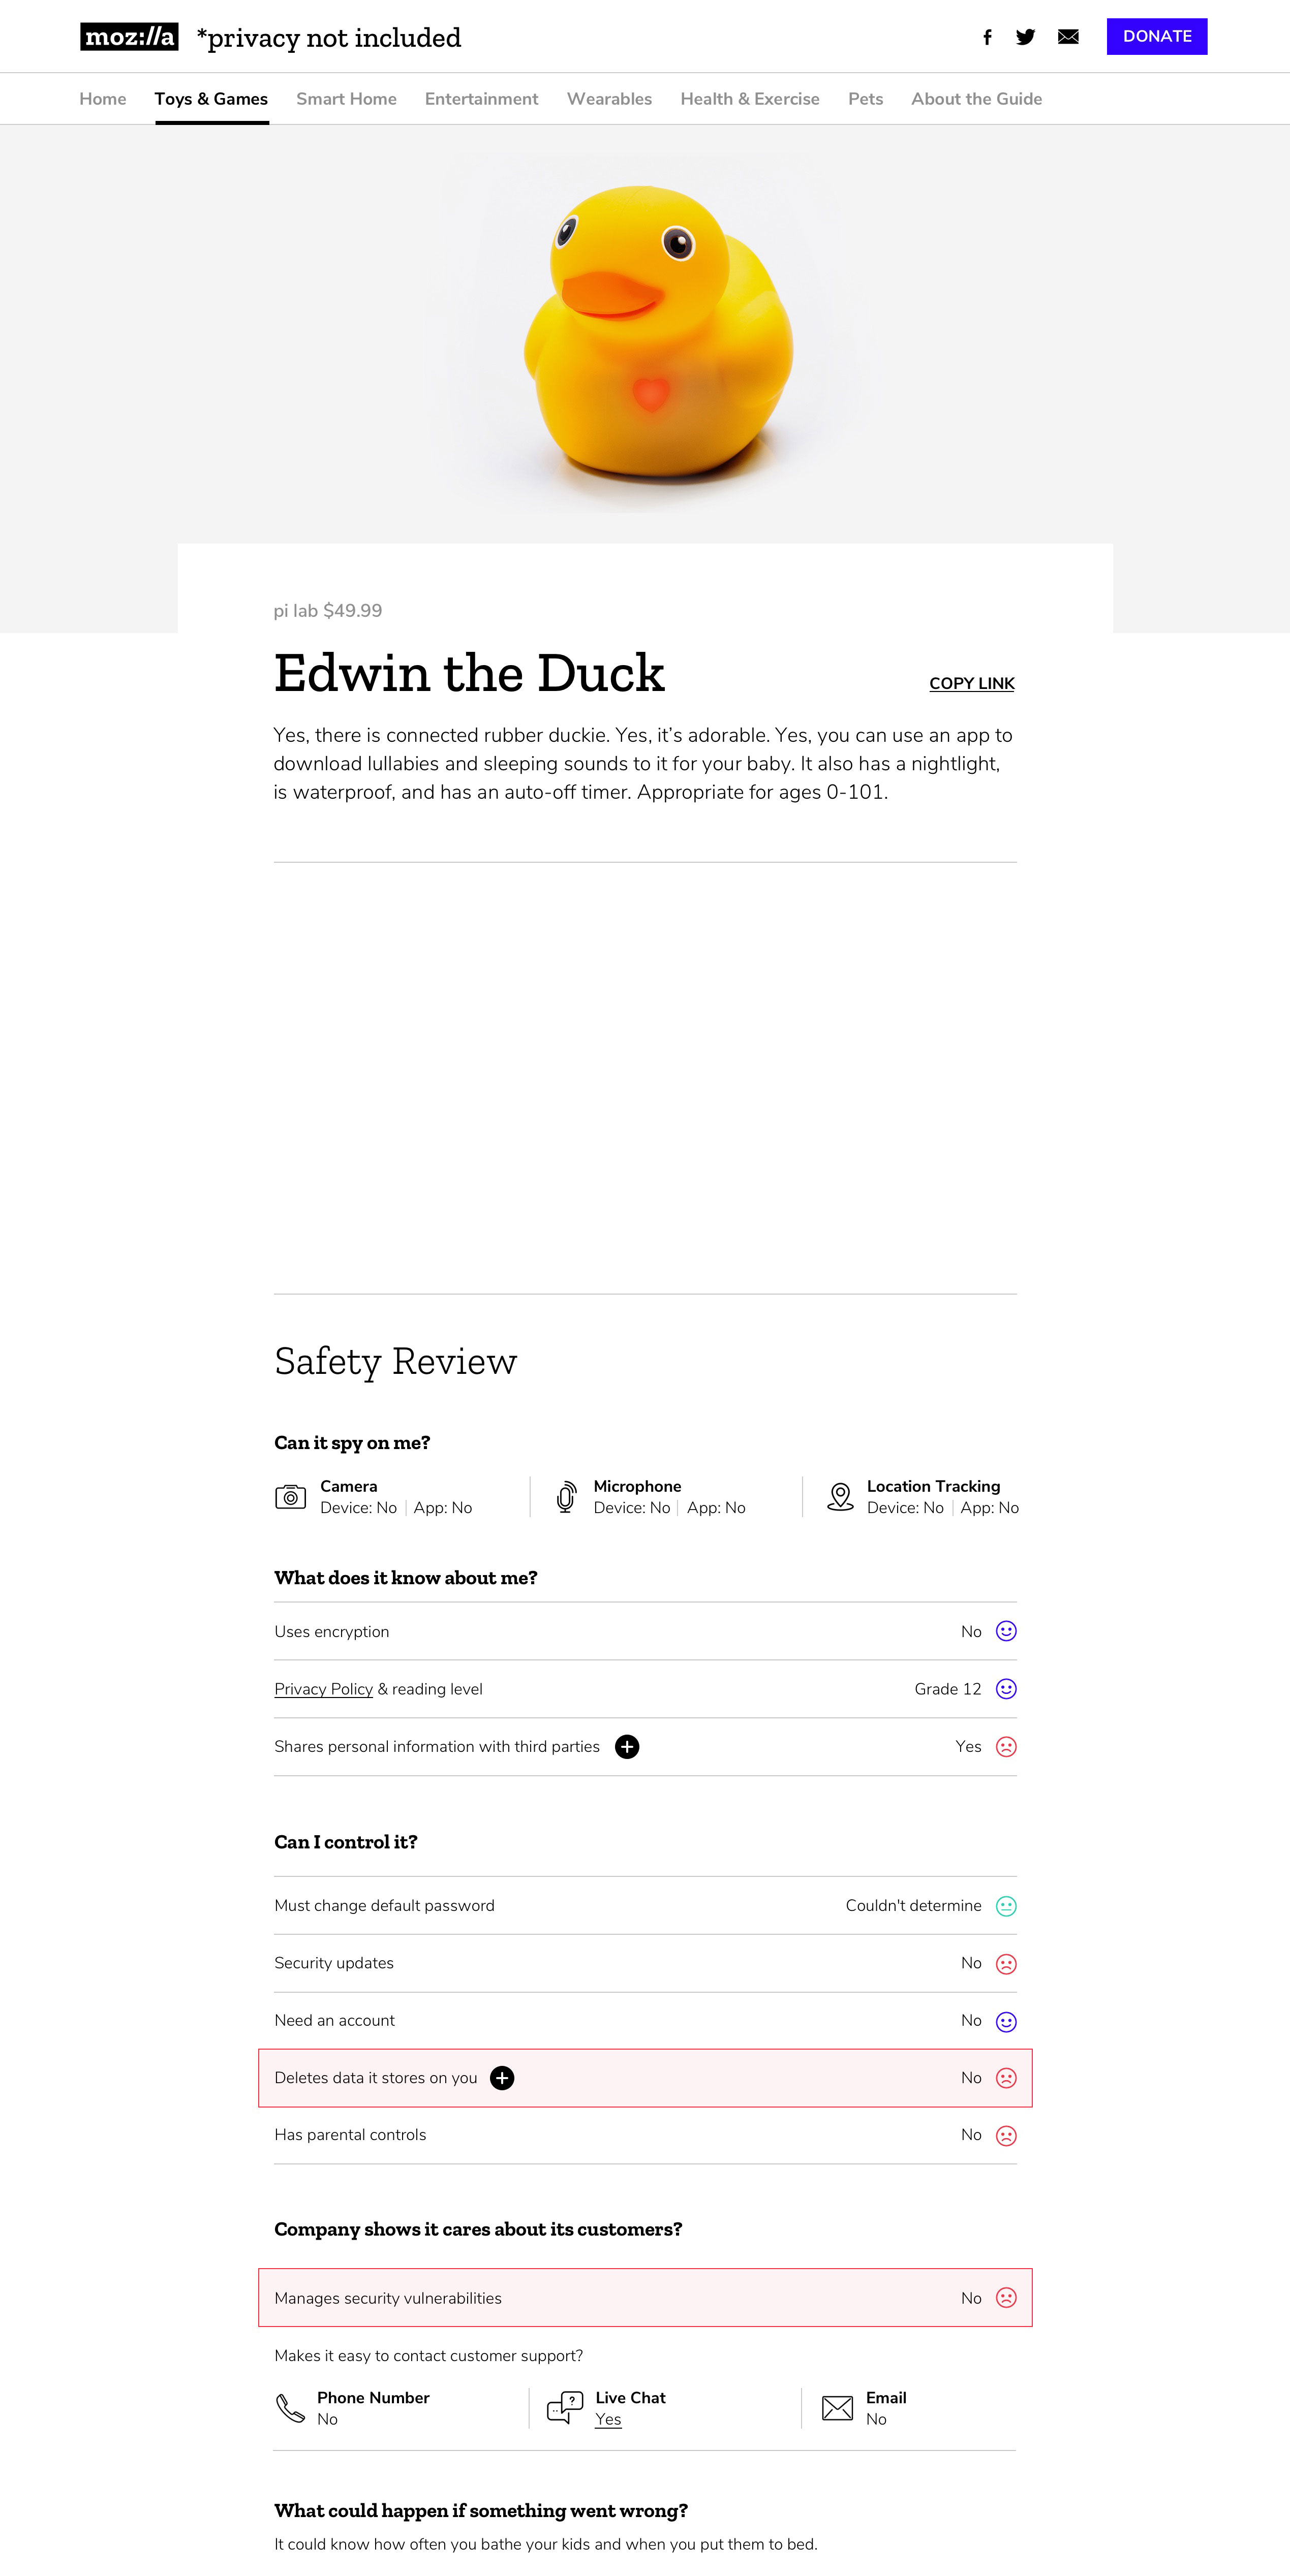 moz://a
*privacy not included
DONATE
Home Toys & Games Smart Home Entertainment Wearables Health & Exercise Pets About the Guide
pi lab $49.99
Edwin the Duck
COPY LINK
Yes, there is connected rubber duckie. Yes, it’s adorable. Yes, you can use an app to
download lullabies and sleeping sounds to it for your baby. It also has a nightlight,
is waterproof, and has an auto-off timer. Appropriate for ages 0-101.
Safety Review
Can it spy on me?
Camera
Device: No | App: No
Microphone
Device: No | App: No
Location Tracking
Device: No | App: No
What does it know about me?
Uses encryption No
Privacy Policy & reading level Grade 12
Shares personal information with third parties Yes
Can I control it?
Must change default password Couldn't determine
Security updates No
Need an account No
Deletes data it stores on you No
Has parental controls No
Company shows it cares about its customers?
Manages security vulnerabilities No
Makes it easy to contact customer support?
Phone Number
No
Live Chat
Yes
Email
No
What could happen if something went wrong?
It could know how often you bathe your kids and when you put them to bed.